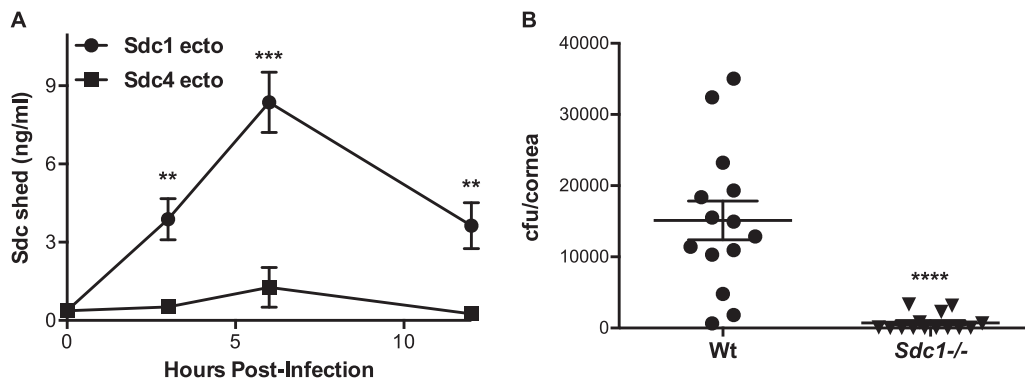 A
Sdc1 ecto
Sdc4 ecto
Sdc shed (ng/ml)
9
6
3
0
**
***
**
0
5
10
Hours Post-Infection
B
cfu/cornea
40000
30000
20000
10000
0
****
Wt
Sdc1-/-